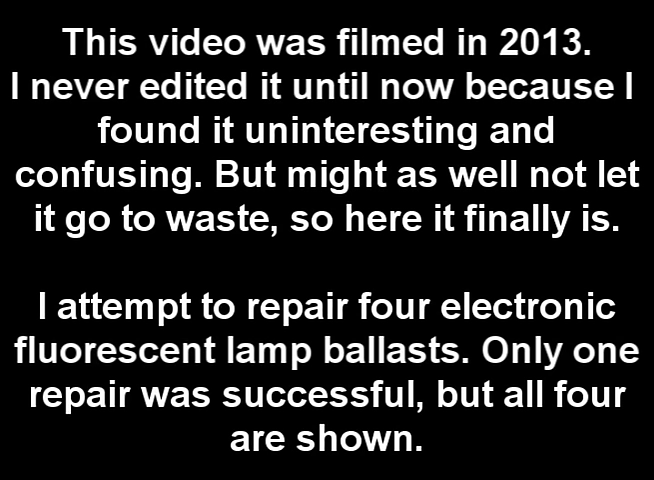 This video was filmed in 2013.
I never edited it until now because I
found it uninteresting and
confusing. But might as well not let
it go to waste, so here it finally is.
I attempt to repair four electronic
fluorescent lamp ballasts. Only one
repair was successful, but all four
are shown.